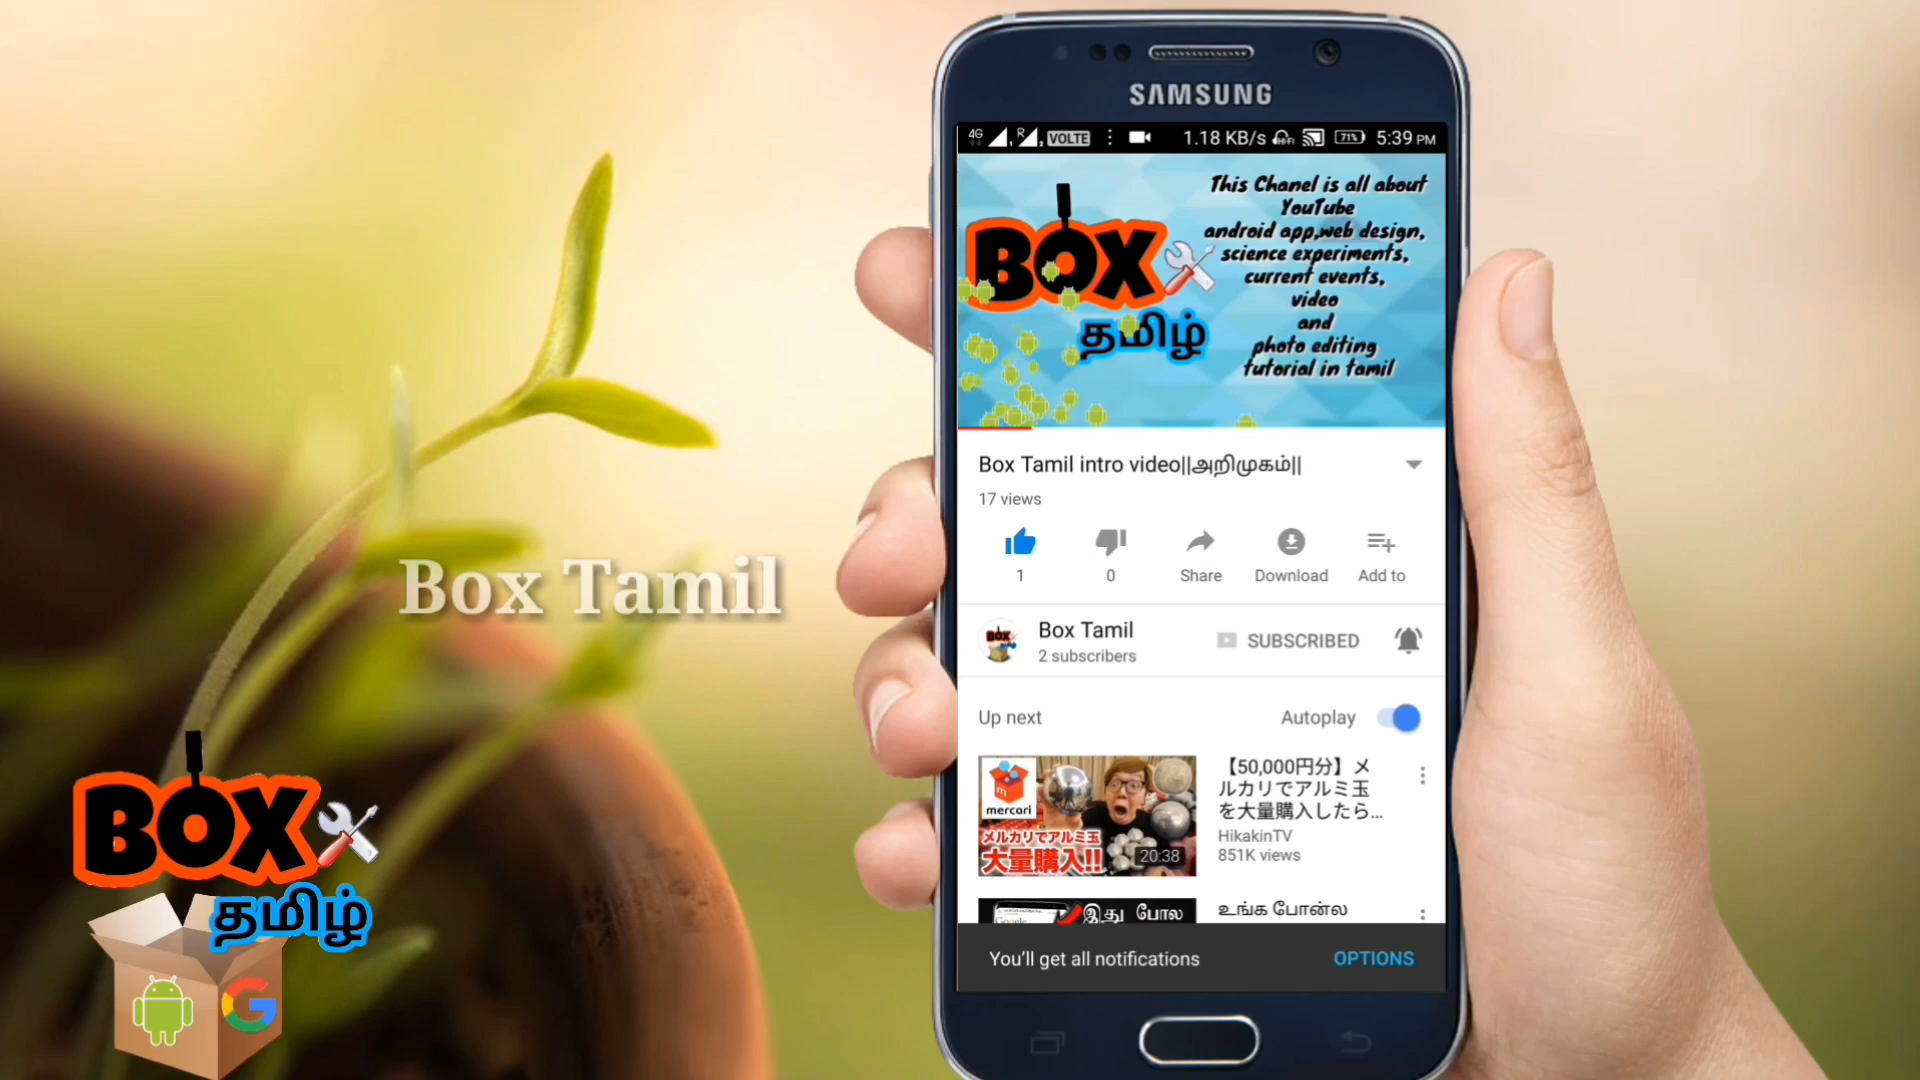 SAMSUNG
4G R VOLTE 1.18 KB/s 71% 5:39 PM
BOX
தமிழ்
This Chanel is all about
YouTube
android app,web design,
science experiments,
current events,
video
and
photo editing
tutorial in tamil
Box Tamil intro video||அறிமுகம்||
17 views
1
0
Share
Download
Add to
Box Tamil
2 subscribers
SUBSCRIBED
Up next
Autoplay
mercari
メルカリでアルミ玉
大量購入!!
20:38
【50,000円分】メ
ルカリでアルミ玉
を大量購入したら…
HikakinTV
851K views
Google
இது போல
உங்க போன்ல
You'll get all notifications
OPTIONS
Box Tamil
BOX
தமிழ்
G